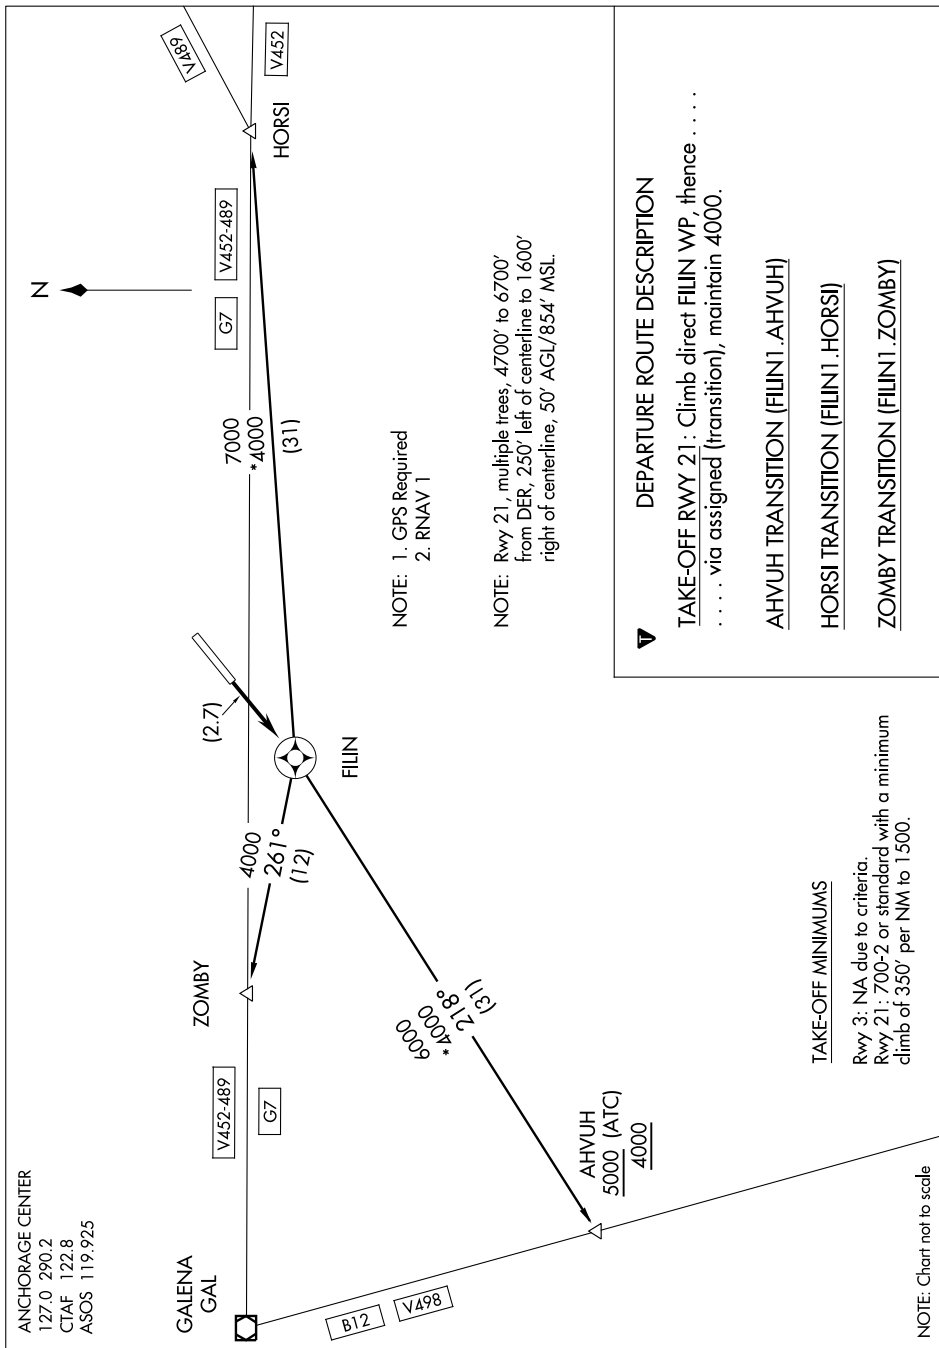 ANCHORAGE CENTER
127.0 290.2
CTAF 122.8
ASOS 119.925
GALENA
GAL
V452-489
G7
ZOMBY
4000
261°
(12)
(2.7)
FILIN
7000
*4000
(31)
G7
V452-489
N
HORSI
V489
V452
B12
V498
AHVUH
5000 (ATC)
4000
6000
*4000
218°
(31)
NOTE: 1. GPS Required
2. RNAV 1
NOTE: Rwy 21, multiple trees, 4700' to 6700'
from DER, 250' left of centerline to 1600'
right of centerline, 50' AGL/854' MSL.
TAKE-OFF MINIMUMS
Rwy 3: NA due to criteria.
Rwy 21: 700-2 or standard with a minimum
climb of 350' per NM to 1500.
T
DEPARTURE ROUTE DESCRIPTION
TAKE-OFF RWY 21: Climb direct FILIN WP, thence . . . .
. . . . via assigned (transition), maintain 4000.
AHVUH TRANSITION (FILIN1.AHVUH)
HORSI TRANSITION (FILIN1.HORSI)
ZOMBY TRANSITION (FILIN1.ZOMBY)
NOTE: Chart not to scale